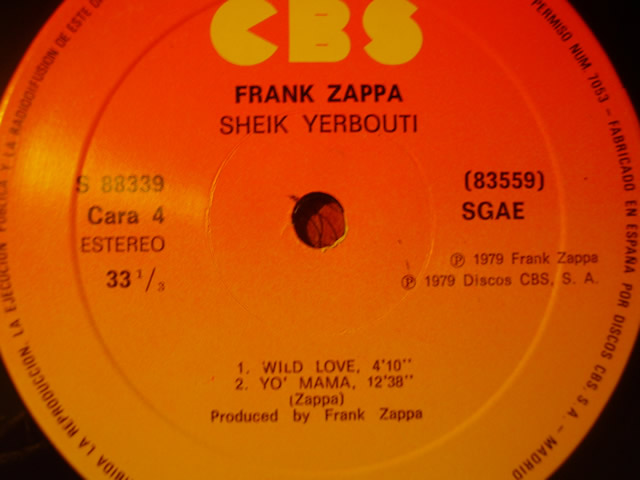 CBS
FRANK ZAPPA
SHEIK YERBOUTI
S 88339
Cara 4
ESTEREO
33 1/3
(83559)
SGAE
Ⓟ 1979 Frank Zappa
Ⓟ 1979 Discos CBS, S. A.
1. WILD LOVE, 4'10"
2. YO' MAMA, 12'38"
(Zappa)
Produced by Frank Zappa
PERMISO NUM. 7053 – FABRICADO EN ESPAÑA POR DISCOS CBS. S.A. – MADRID
LA REPRODUCCION, LA EJECUCION PUBLICA Y LA RADIODIFUSION DE ESTE